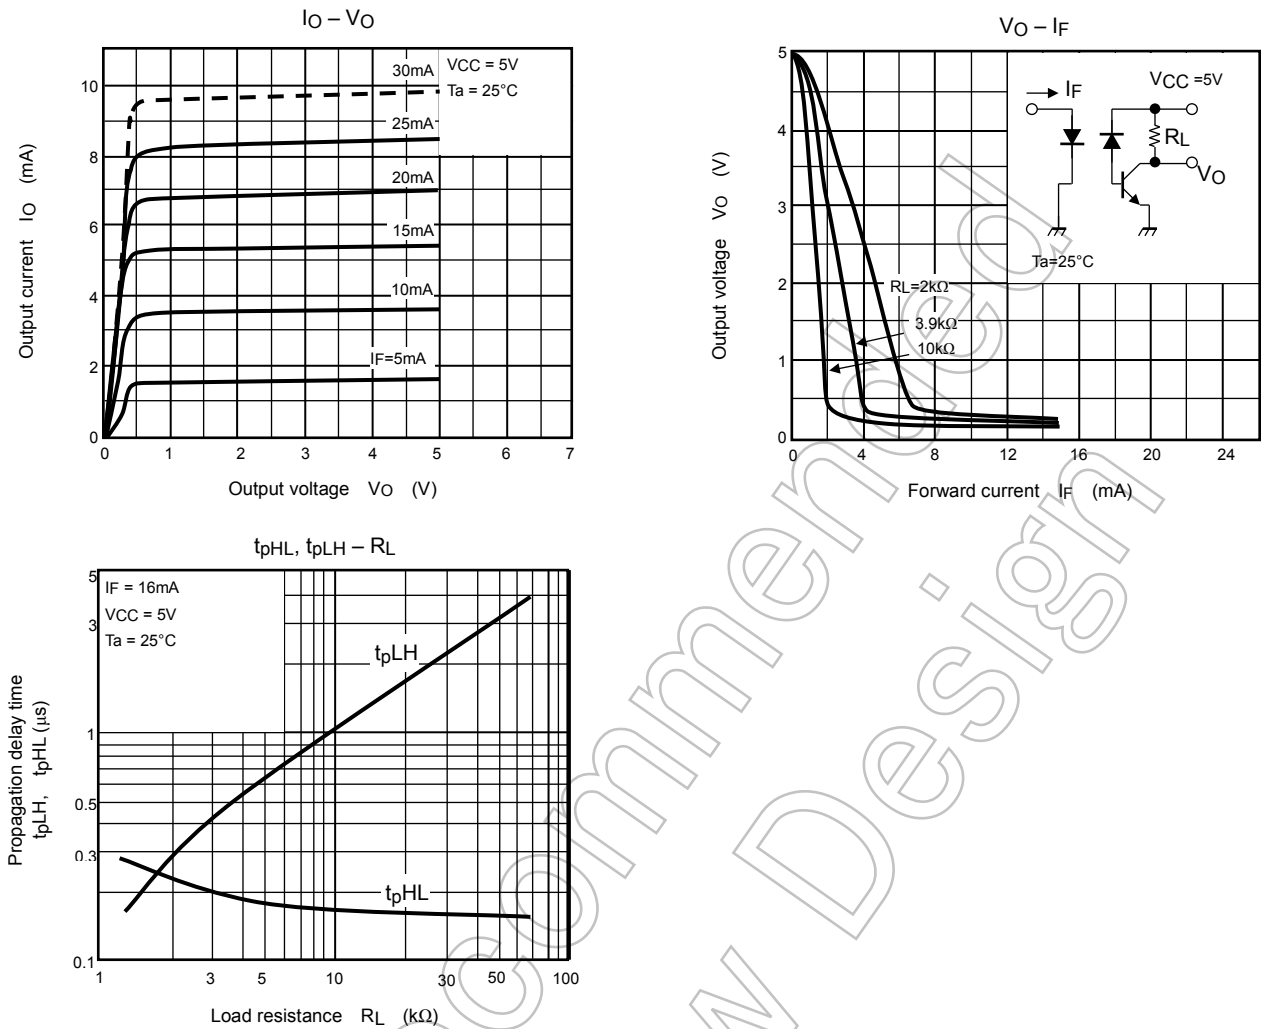 IO – VO
VCC = 5V
Ta = 25°C
30mA
25mA
20mA
15mA
10mA
IF=5mA
10
8
6
4
2
0
0 1 2 3 4 5 6 7
Output current IO (mA)
Output voltage VO (V)
VO – IF
IF
VCC =5V
RL
VO
Ta=25°C
RL=2kΩ
3.9kΩ
10kΩ
5
4
3
2
1
0
0 4 8 12 16 20 24
Output voltage VO (V)
Forward current IF (mA)
tpHL, tpLH – RL
IF = 16mA
VCC = 5V
Ta = 25°C
tpLH
tpHL
5
3
1
0.5
0.3
0.1
1 3 5 10 30 50 100
Propagation delay time
tpLH, tpHL (μs)
Load resistance RL (kΩ)
commended
w Design